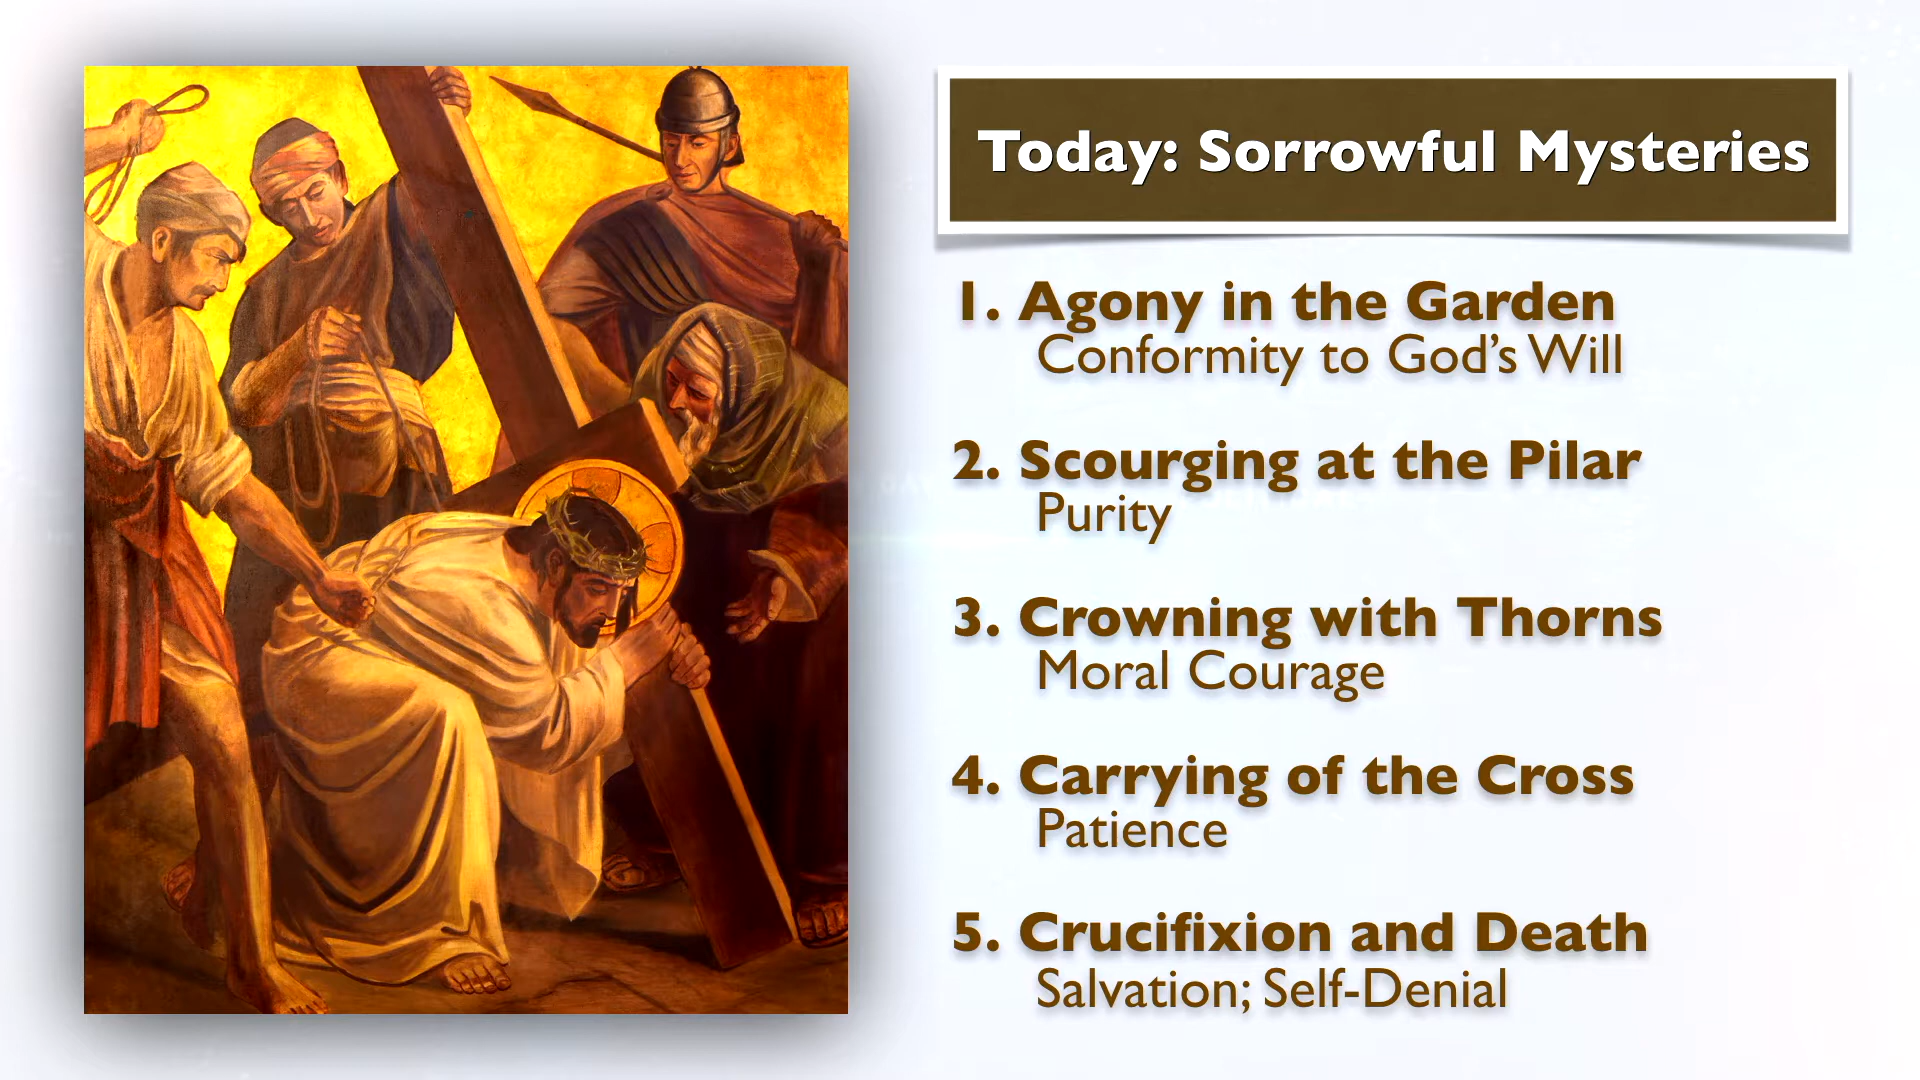 Today: Sorrowful Mysteries
1. Agony in the Garden
Conformity to God's Will
2. Scourging at the Pilar
Purity
3. Crowning with Thorns
Moral Courage
4. Carrying of the Cross
Patience
5. Crucifixion and Death
Salvation; Self-Denial